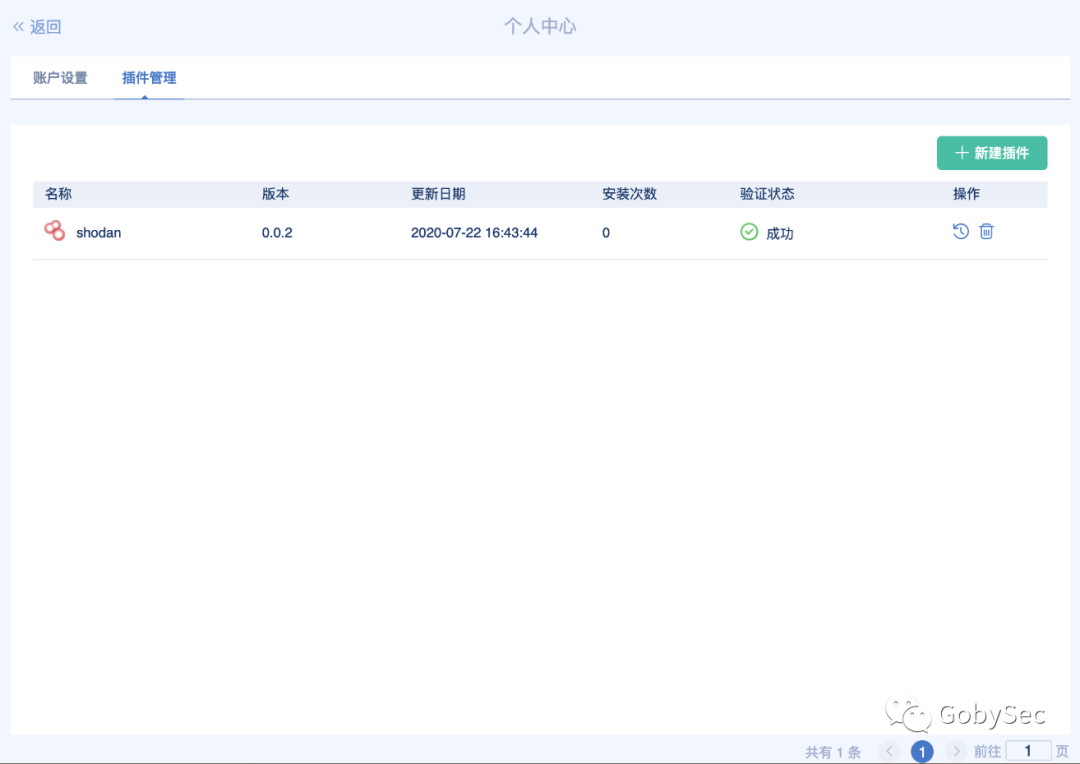 返回
个人中心
账户设置 插件管理
新建插件
名称 版本 更新日期 安装次数 验证状态 操作
shodan 0.0.2 2020-07-22 16:43:44 0 成功
GobySec
共有 1 条 1 前往 1 页